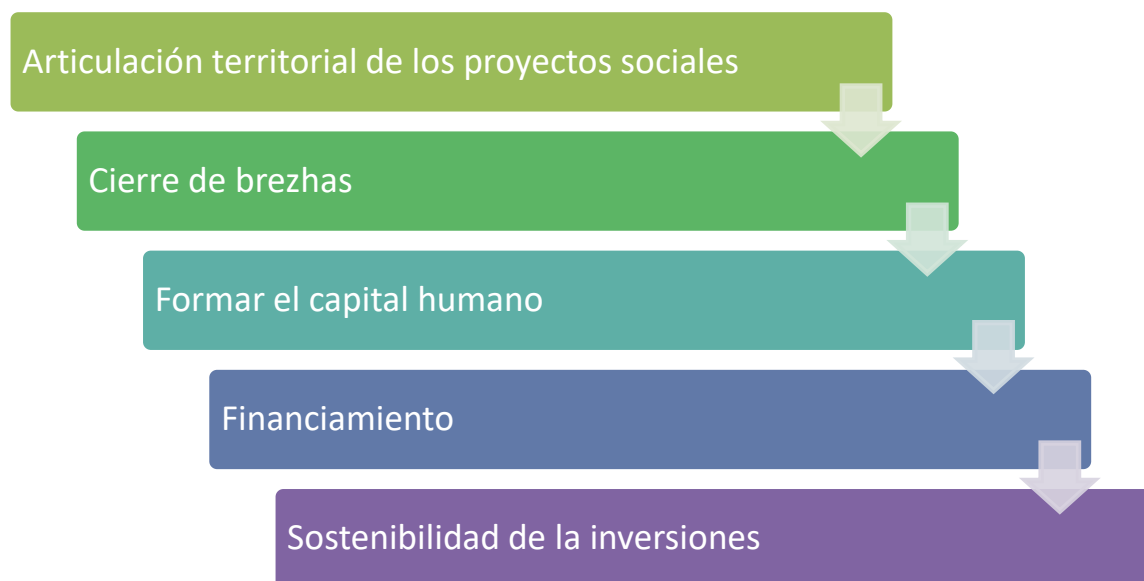 Articulación territorial de los proyectos sociales
Cierre de brezhas
Formar el capital humano
Financiamiento
Sostenibilidad de la inversiones